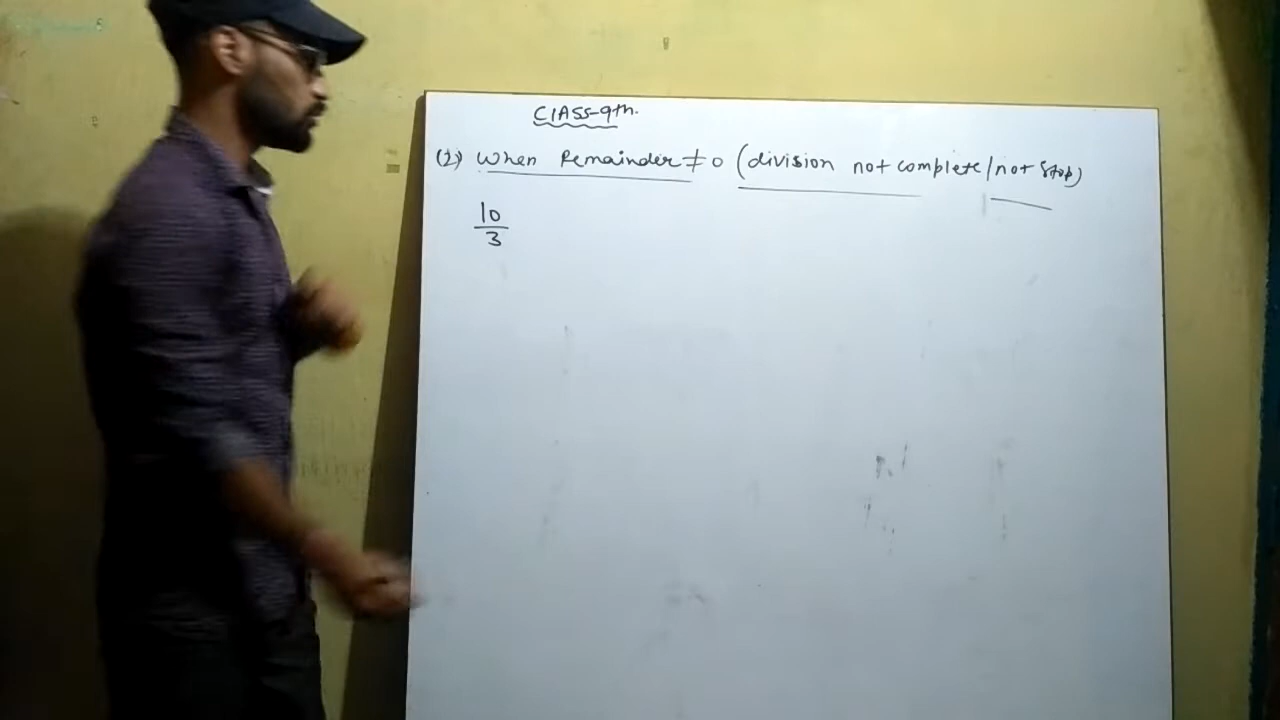 CLASS-9th.
(2) When Remainder ≠ 0 (division not complete/not stop)
10
3